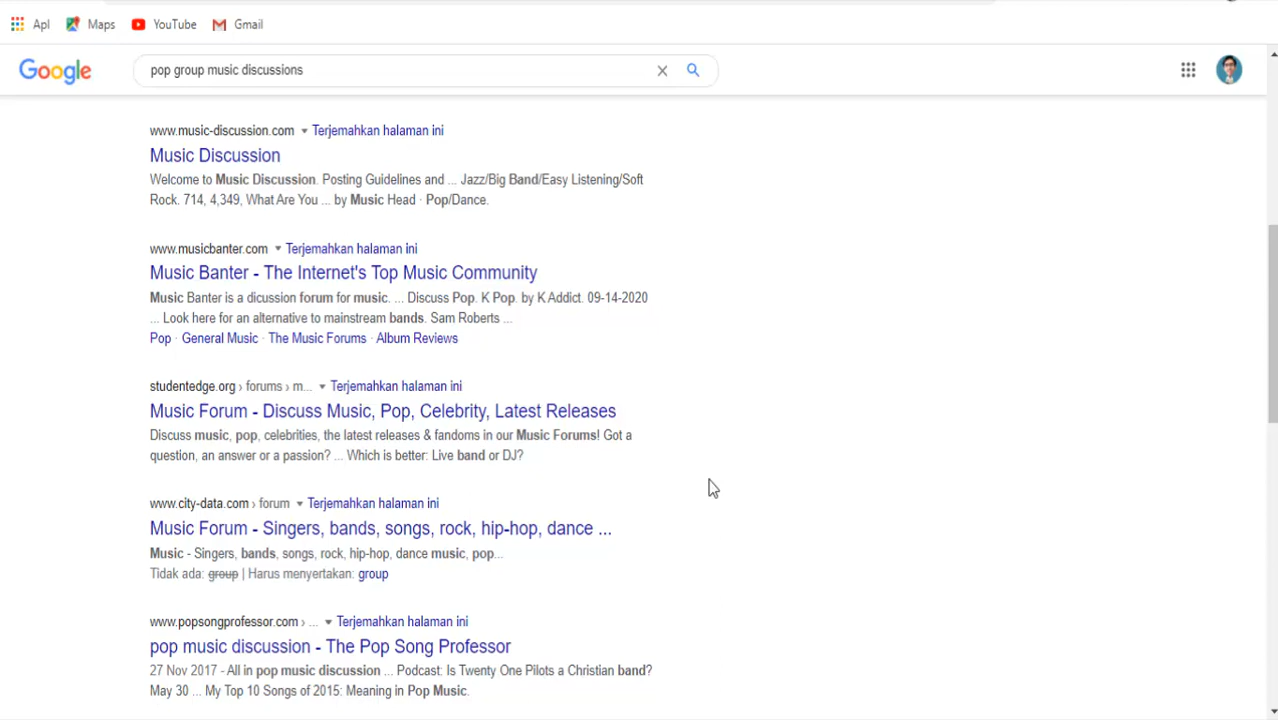 Apl Maps YouTube Gmail
Google pop group music discussions
www.music-discussion.com Terjemahkan halaman ini
Music Discussion
Welcome to Music Discussion. Posting Guidelines and ... Jazz/Big Band/Easy Listening/Soft
Rock. 714, 4,349, What Are You ... by Music Head · Pop/Dance.
www.musicbanter.com Terjemahkan halaman ini
Music Banter - The Internet's Top Music Community
Music Banter is a dicussion forum for music. ... Discuss Pop. K Pop. by K Addict. 09-14-2020
... Look here for an alternative to mainstream bands. Sam Roberts ...
Pop · General Music · The Music Forums · Album Reviews
studentedge.org › forums › m... Terjemahkan halaman ini
Music Forum - Discuss Music, Pop, Celebrity, Latest Releases
Discuss music, pop, celebrities, the latest releases & fandoms in our Music Forums! Got a
question, an answer or a passion? ... Which is better: Live band or DJ?
www.city-data.com › forum Terjemahkan halaman ini
Music Forum - Singers, bands, songs, rock, hip-hop, dance ...
Music - Singers, bands, songs, rock, hip-hop, dance music, pop...
Tidak ada: group | Harus menyertakan: group
www.popsongprofessor.com › ... Terjemahkan halaman ini
pop music discussion - The Pop Song Professor
27 Nov 2017 - All in pop music discussion ... Podcast: Is Twenty One Pilots a Christian band?
May 30 ... My Top 10 Songs of 2015: Meaning in Pop Music.